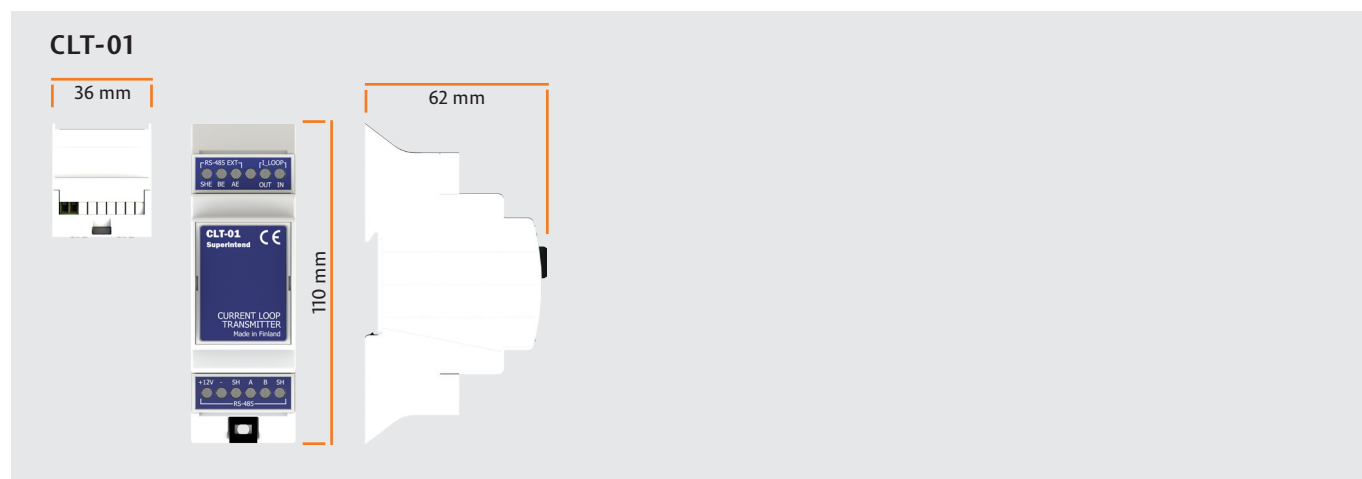 CLT-01
36 mm
62 mm
110 mm
RS-485 EXT I_LOOP
SHE BE AE OUT IN
CLT-01 CE
Superintend
CURRENT LOOP
TRANSMITTER
Made in Finland
+12V - SH A B SH
RS-485